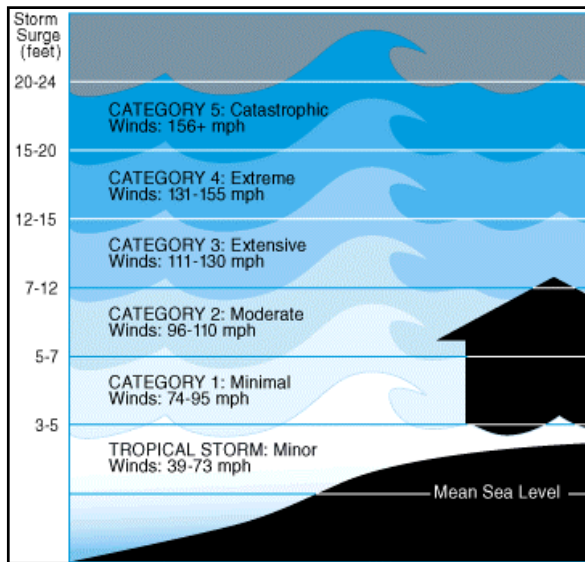 Storm
Surge
(feet)
20-24
CATEGORY 5: Catastrophic
Winds: 156+ mph
15-20
CATEGORY 4: Extreme
Winds: 131-155 mph
12-15
CATEGORY 3: Extensive
Winds: 111-130 mph
7-12
CATEGORY 2: Moderate
Winds: 96-110 mph
5-7
CATEGORY 1: Minimal
Winds: 74-95 mph
3-5
TROPICAL STORM: Minor
Winds: 39-73 mph
Mean Sea Level